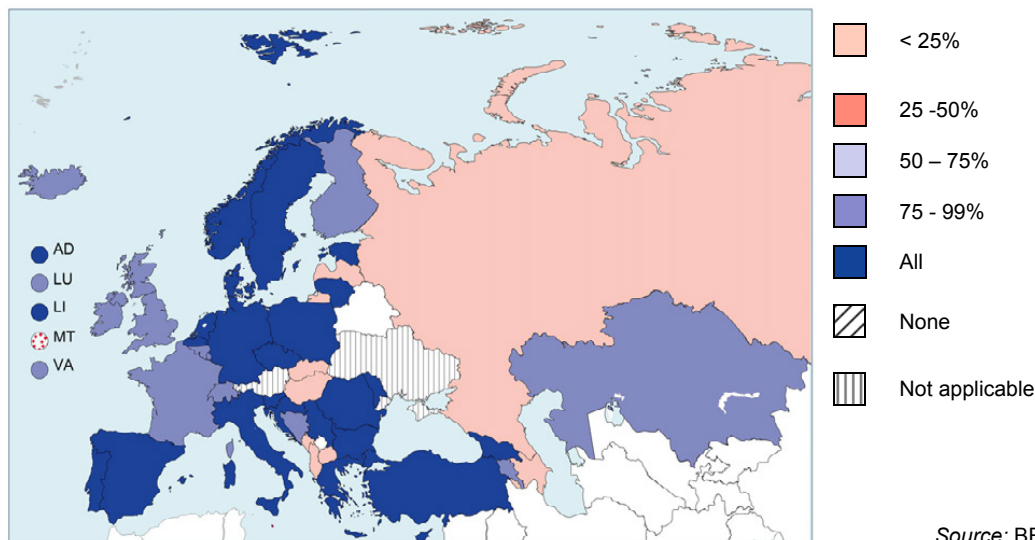 AD
LU
LI
MT
VA
< 25%
25 -50%
50 – 75%
75 - 99%
All
None
Not applicable
Source: